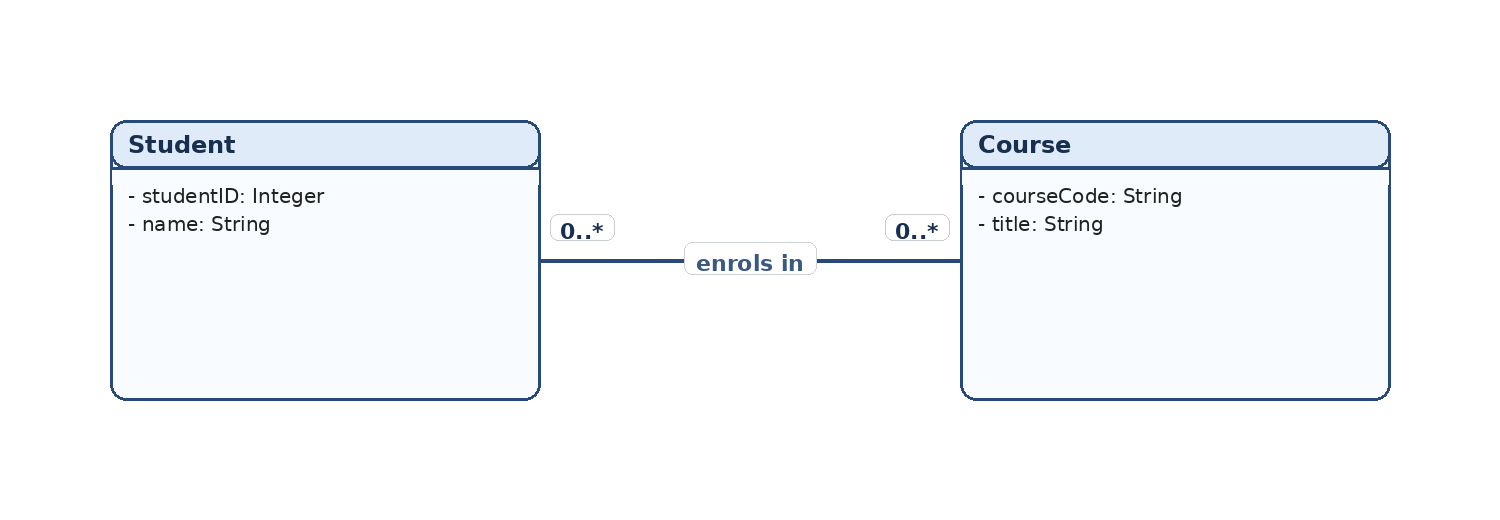 Student
- studentID: Integer
- name: String
0..*
enrols in
0..*
Course
- courseCode: String
- title: String